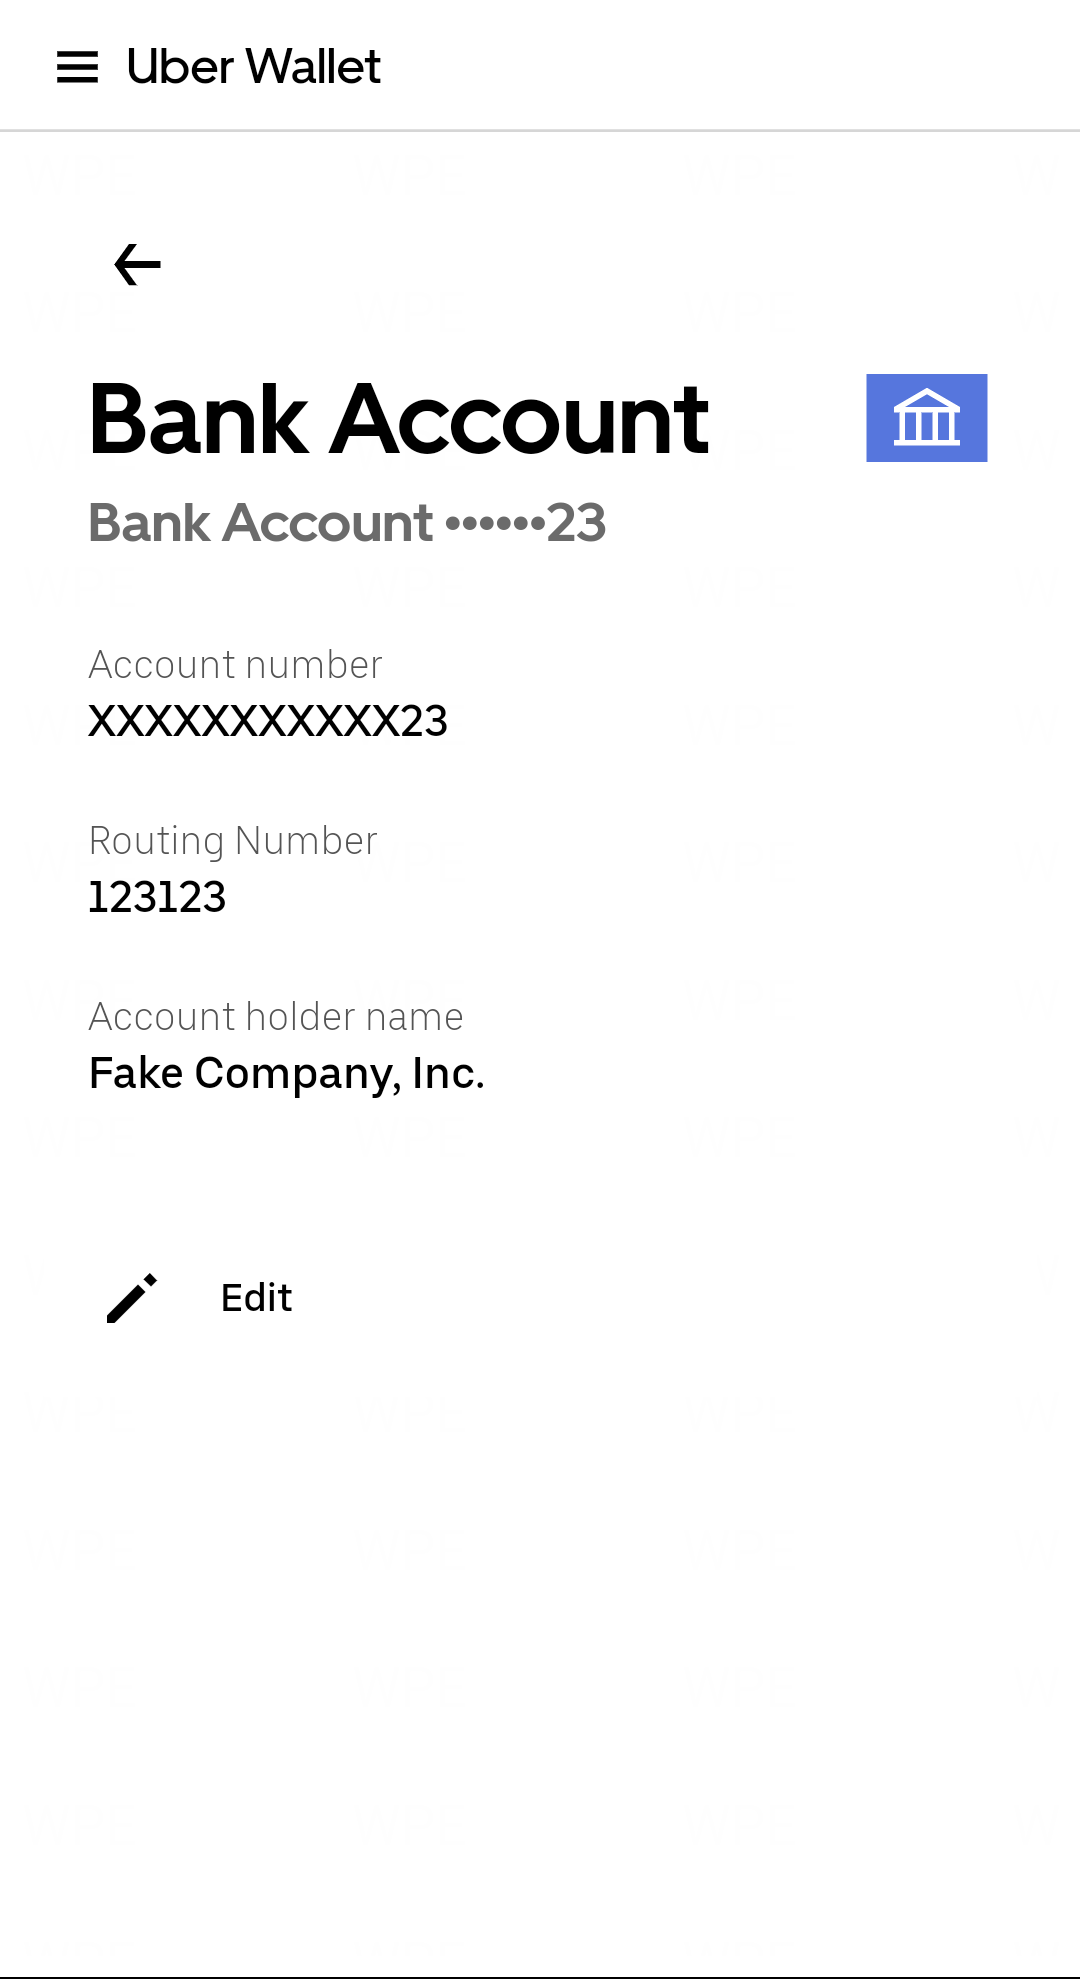 Uber Wallet
Bank Account
Bank Account ••••••23
Account number
XXXXXXXXXXX23
Routing Number
123123
Account holder name
Fake Company, Inc.
Edit